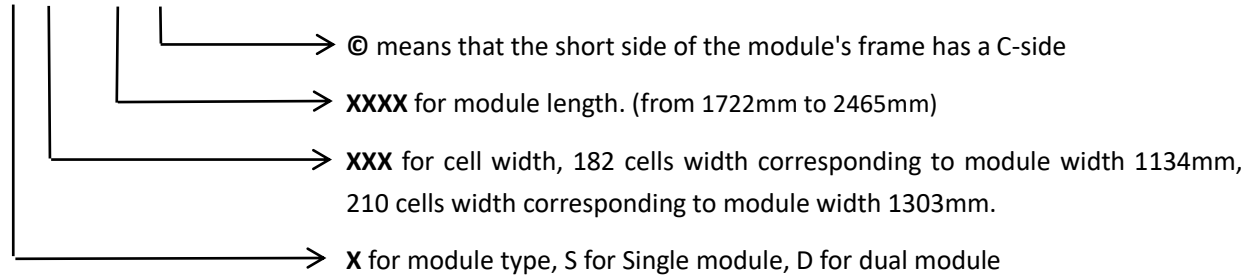 © means that the short side of the module's frame has a C-side
XXXX for module length. (from 1722mm to 2465mm)
XXX for cell width, 182 cells width corresponding to module width 1134mm,
210 cells width corresponding to module width 1303mm.
X for module type, S for Single module, D for dual module